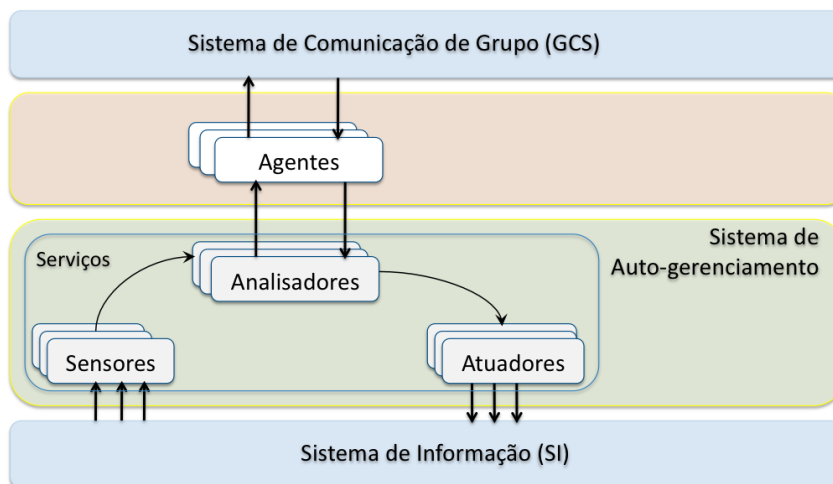 Sistema de Comunicação de Grupo (GCS)
Agentes
Sistema de
Auto-gerenciamento
Serviços
Analisadores
Sensores
Atuadores
Sistema de Informação (SI)